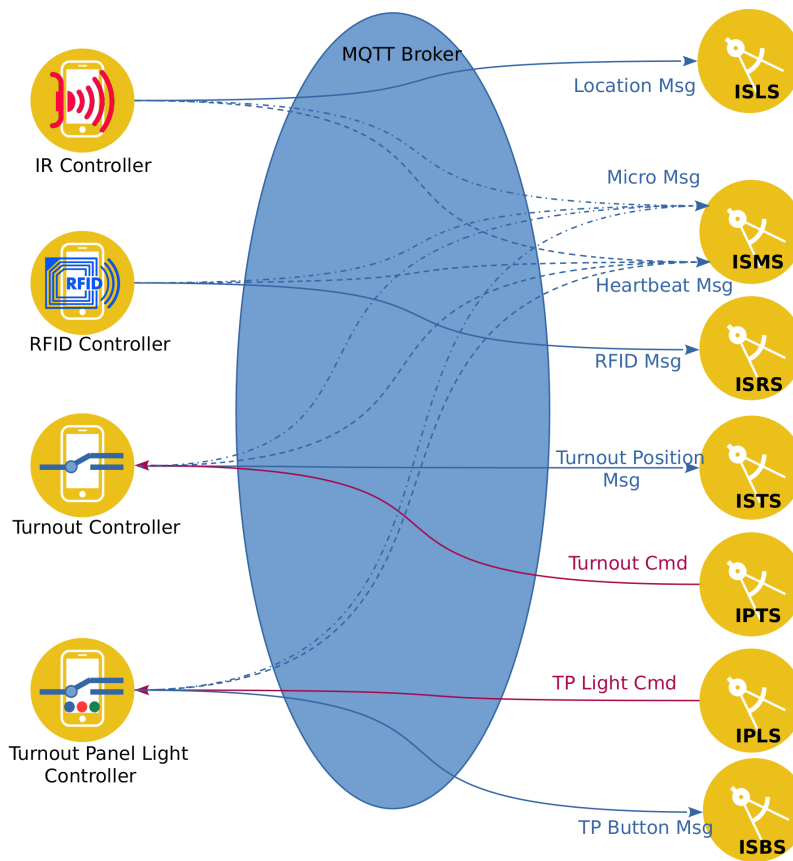 MQTT Broker
Location Msg
ISLS
IR Controller
Micro Msg
ISMS
Heartbeat Msg
RFID
RFID Controller
RFID Msg
ISRS
Turnout Position
Msg
ISTS
Turnout Controller
Turnout Cmd
IPTS
TP Light Cmd
IPLS
Turnout Panel Light
Controller
TP Button Msg
ISBS